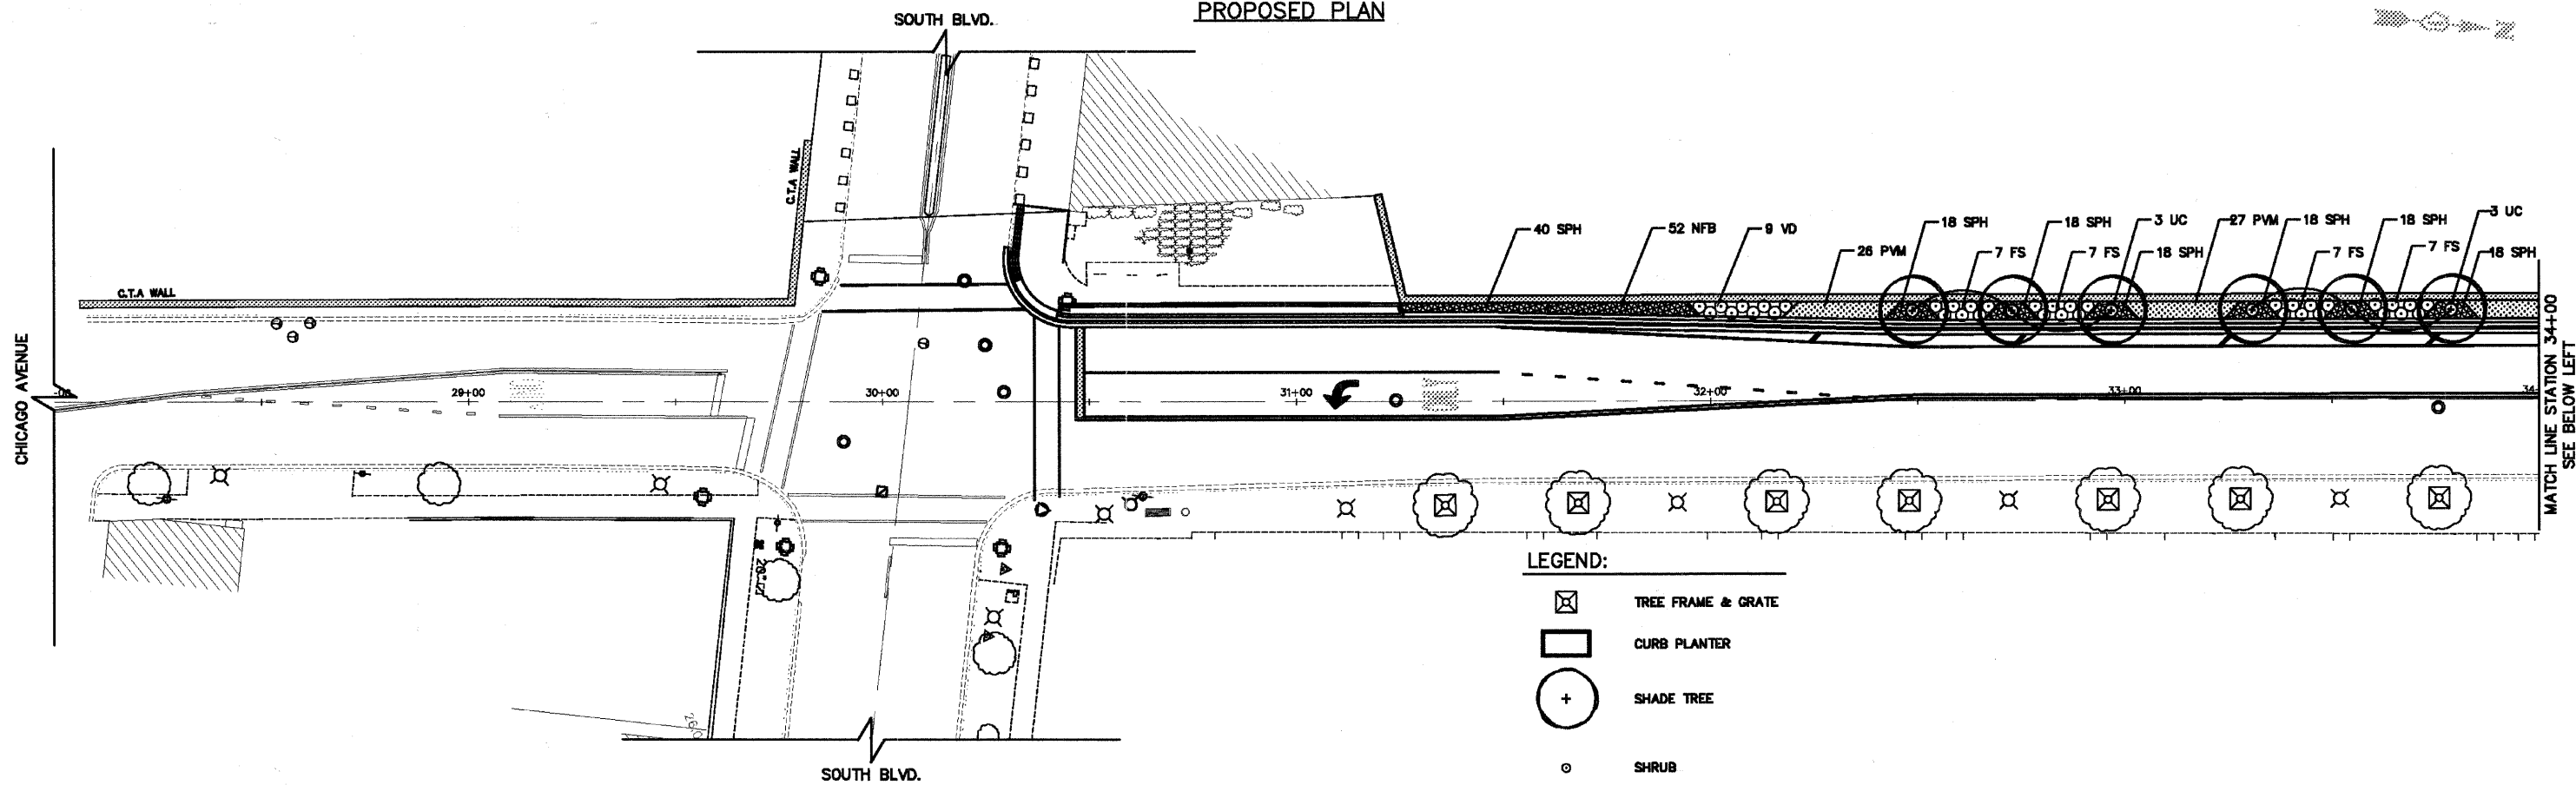 PROPOSED PLAN
SOUTH BLVD.
Z
C.T.A WALL
C.T.A WALL
CHICAGO AVENUE
40 SPH
52 NFB
9 VD
26 PVM
18 SPH
7 FS
18 SPH
7 FS
3 UC
18 SPH
27 PVM
18 SPH
7 FS
18 SPH
7 FS
3 UC
18 SPH
29+00
30+00
31+00
32+00
33+00
34
MATCH LINE STATION 34+00
SEE BELOW LEFT
LEGEND:
TREE FRAME & GRATE
CURB PLANTER
SHADE TREE
SHRUB
SOUTH BLVD.